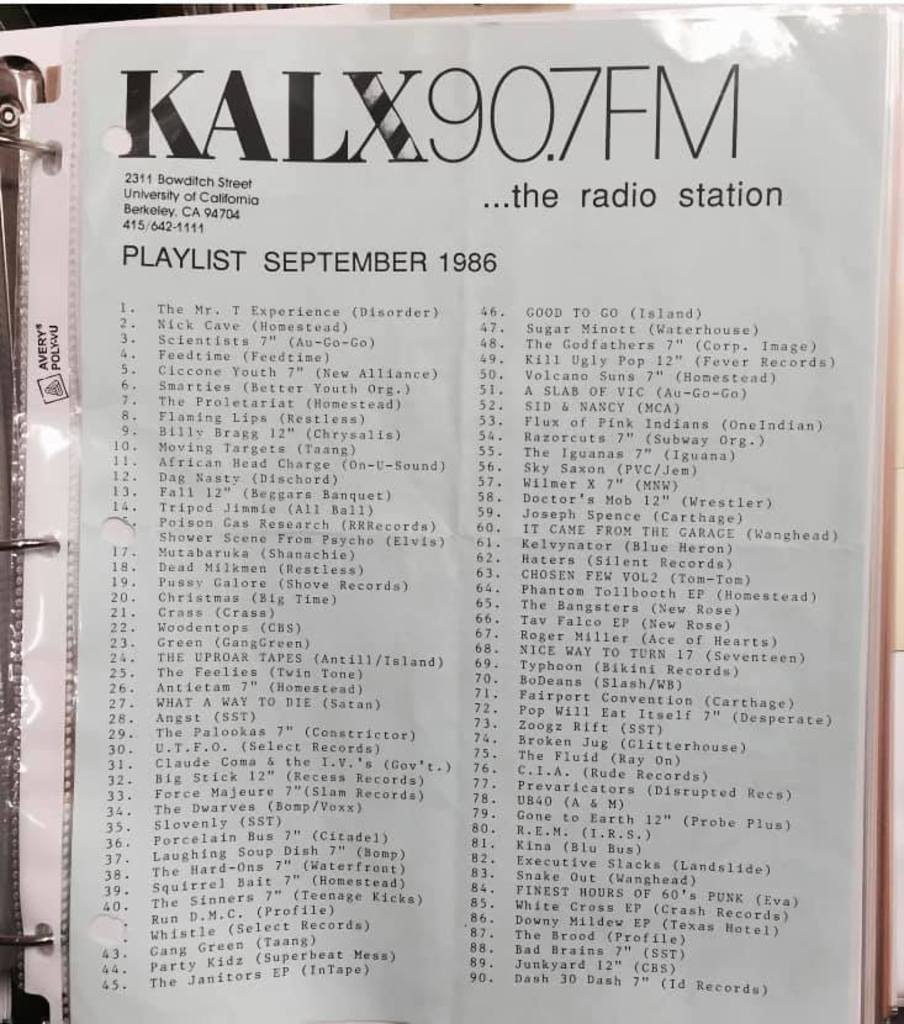 AVERY®
POLY-VU
KALX 90.7FM
2311 Bowditch Street
University of California
Berkeley, CA 94704
415/642-1111
...the radio station
PLAYLIST SEPTEMBER 1986
1. The Mr. T Experience (Disorder)
2. Nick Cave (Homestead)
3. Scientists 7" (Au-Go-Go)
4. Feedtime (Feedtime)
5. Ciccone Youth 7" (New Alliance)
6. Smarties (Better Youth Org.)
7. The Proletariat (Homestead)
8. Flaming Lips (Restless)
9. Billy Bragg 12" (Chrysalis)
10. Moving Targets (Taang)
11. African Head Charge (On-U-Sound)
12. Dag Nasty (Dischord)
13. Fall 12" (Beggars Banquet)
14. Tripod Jimmie (All Ball)
Poison Gas Research (RRRecords)
Shower Scene From Psycho (Elvis)
17. Mutabaruka (Shanachie)
18. Dead Milkmen (Restless)
19. Pussy Galore (Shove Records)
20. Christmas (Big Time)
21. Crass (Crass)
22. Woodentops (CBS)
23. Green (GangGreen)
24. THE UPROAR TAPES (Antill/Island)
25. The Feelies (Twin Tone)
26. Antietam 7" (Homestead)
27. WHAT A WAY TO DIE (Satan)
28. Angst (SST)
29. The Palookas 7" (Constrictor)
30. U.T.F.O. (Select Records)
31. Claude Coma & the I.V.'s (Gov't.)
32. Big Stick 12" (Recess Records)
33. Force Majeure 7"(Slam Records)
34. The Dwarves (Bomp/Voxx)
35. Slovenly (SST)
36. Porcelain Bus 7" (Citadel)
37. Laughing Soup Dish 7" (Bomp)
38. The Hard-Ons 7" (Waterfront)
39. Squirrel Bait 7" (Homestead)
40. The Sinners 7" (Teenage Kicks)
Run D.M.C. (Profile)
Whistle (Select Records)
43. Gang Green (Taang)
44. Party Kidz (Superbeat Mess)
45. The Janitors EP (InTape)
46. GOOD TO GO (Island)
47. Sugar Minott (Waterhouse)
48. The Godfathers 7" (Corp. Image)
49. Kill Ugly Pop 12" (Fever Records)
50. Volcano Suns 7" (Homestead)
51. A SLAB OF VIC (Au-Go-Go)
52. SID & NANCY (MCA)
53. Flux of Pink Indians (OneIndian)
54. Razorcuts 7" (Subway Org.)
55. The Iguanas 7" (Iguana)
56. Sky Saxon (PVC/Jem)
57. Wilmer X 7" (MNW)
58. Doctor's Mob 12" (Wrestler)
59. Joseph Spence (Carthage)
60. IT CAME FROM THE GARAGE (Wanghead)
61. Kelvynator (Blue Heron)
62. Haters (Silent Records)
63. CHOSEN FEW VOL2 (Tom-Tom)
64. Phantom Tollbooth EP (Homestead)
65. The Bangsters (New Rose)
66. Tav Falco EP (New Rose)
67. Roger Miller (Ace of Hearts)
68. NICE WAY TO TURN 17 (Seventeen)
69. Typhoon (Bikini Records)
70. BoDeans (Slash/WB)
71. Fairport Convention (Carthage)
72. Pop Will Eat Itself 7" (Desperate)
73. Zoogz Rift (SST)
74. Broken Jug (Glitterhouse)
75. The Fluid (Ray On)
76. C.I.A. (Rude Records)
77. Prevaricators (Disrupted Recs)
78. UB40 (A & M)
79. Gone to Earth 12" (Probe Plus)
80. R.E.M. (I.R.S.)
81. Kina (Blu Bus)
82. Executive Slacks (Landslide)
83. Snake Out (Wanghead)
84. FINEST HOURS OF 60's PUNK (Eva)
85. White Cross EP (Crash Records)
86. Downy Mildew EP (Texas Hotel)
87. The Brood (Profile)
88. Bad Brains 7" (SST)
89. Junkyard 12" (CBS)
90. Dash 30 Dash 7" (Id Records)